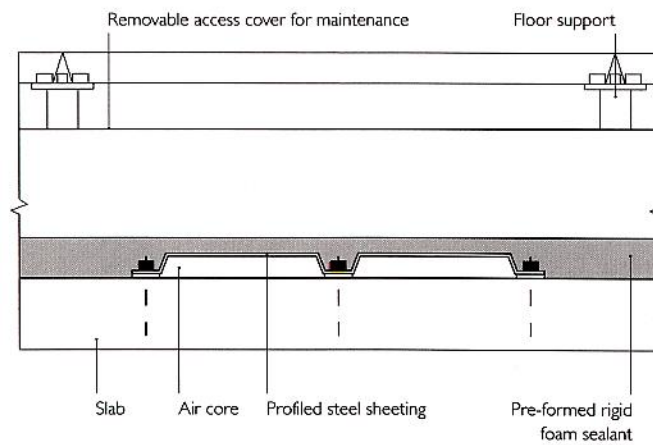 Removable access cover for maintenance
Floor support
Slab
Air core
Profiled steel sheeting
Pre-formed rigid
foam sealant